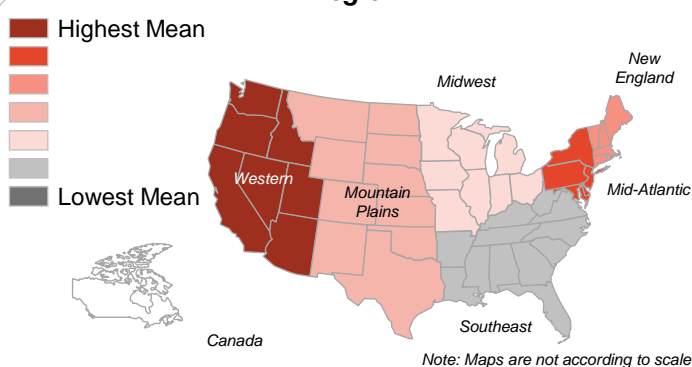 Highest Mean
New
England
Midwest
Western
Mountain
Plains
Lowest Mean
Mid-Atlantic
Southeast
Canada
Note: Maps are not according to scale